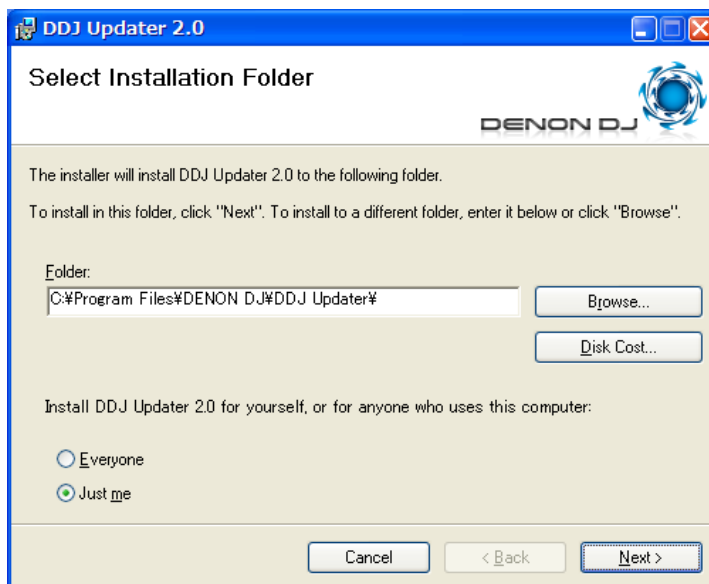 DDJ Updater 2.0
Select Installation Folder
DENON DJ
The installer will install DDJ Updater 2.0 to the following folder.
To install in this folder, click "Next". To install to a different folder, enter it below or click "Browse".
Folder:
C:¥Program Files¥DENON DJ¥DDJ Updater¥
Browse...
Disk Cost...
Install DDJ Updater 2.0 for yourself, or for anyone who uses this computer:
Everyone
Just me
Cancel
< Back
Next >